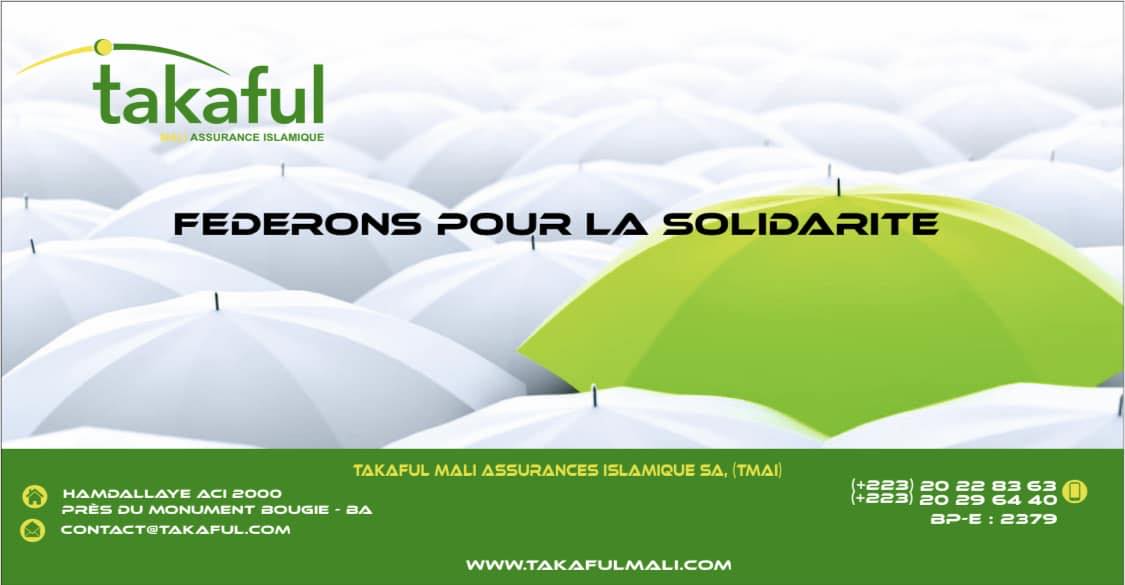 takaful
MALI ASSURANCE ISLAMIQUE
FEDERONS POUR LA SOLIDARITE
TAKAFUL MALI ASSURANCES ISLAMIQUE SA, (TMAI)
HAMDALLAYE ACI 2000
PRÈS DU MONUMENT BOUGIE - BA
CONTACT@TAKAFUL.COM
(+223) 20 22 83 63
(+223) 20 29 64 40
BP-E : 2379
WWW.TAKAFULMALI.COM